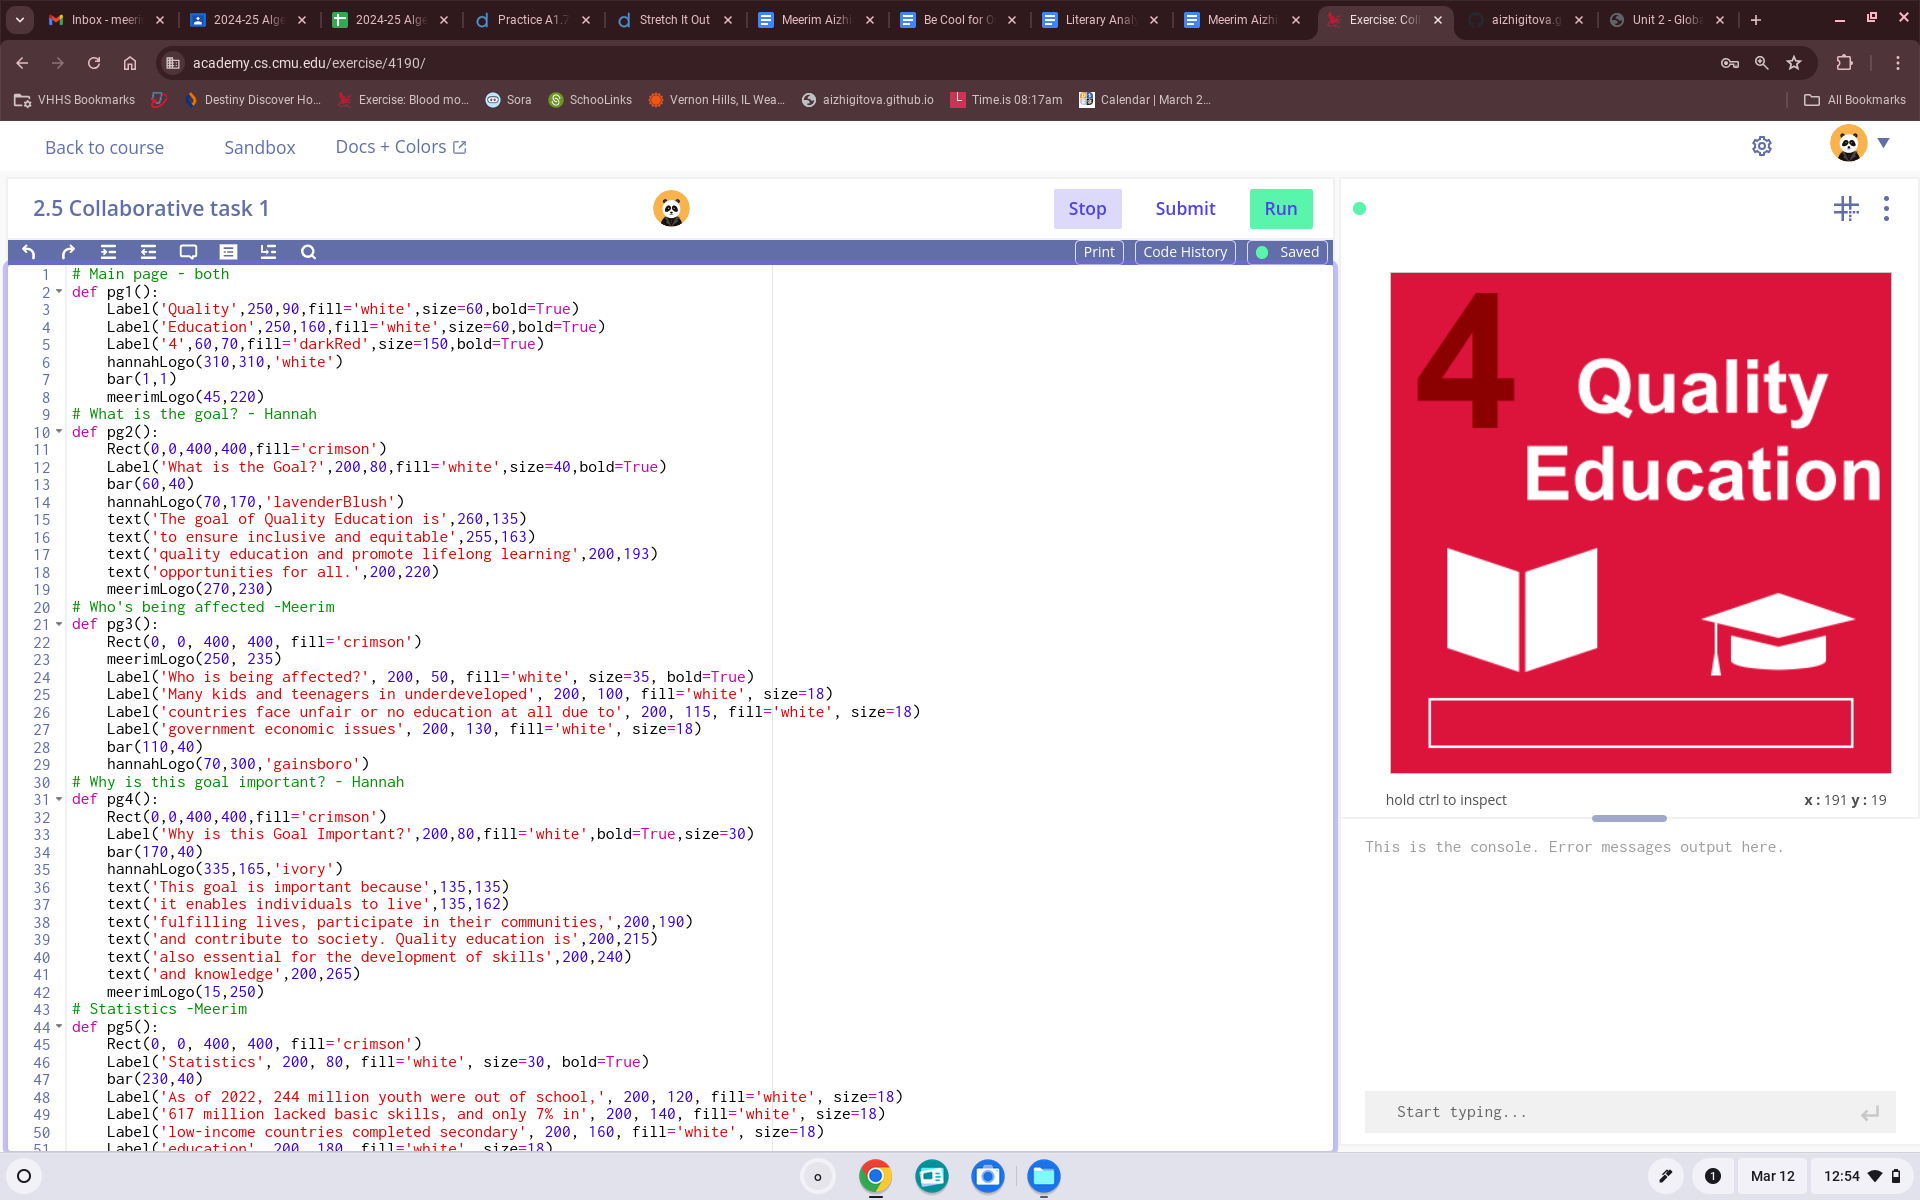 Inbox - meeri
2024-25 Alge
2024-25 Alge
Practice A1.7
Stretch It Out
Meerim Aizhi
Be Cool for O
Literary Anal
Meerim Aizhi
Exercise: Coll
aizhigitova.g
Unit 2 - Globa
academy.cs.cmu.edu/exercise/4190/
VHHS Bookmarks
Destiny Discover Ho...
Exercise: Blood mo...
Sora
SchooLinks
Vernon Hills, IL Wea...
aizhigitova.github.io
L Time.is 08:17am
Calendar | March 2...
All Bookmarks
Back to course
Sandbox
Docs + Colors
2.5 Collaborative task 1
Stop
Submit
Run
Print
Code History
Saved
1 # Main page - both
2 def pg1():
3 Label('Quality',250,90,fill='white',size=60,bold=True)
4 Label('Education',250,160,fill='white',size=60,bold=True)
5 Label('4',60,70,fill='darkRed',size=150,bold=True)
6 hannahLogo(310,310,'white')
7 bar(1,1)
8 meerimLogo(45,220)
9 # What is the goal? - Hannah
10 def pg2():
11 Rect(0,0,400,400,fill='crimson')
12 Label('What is the Goal?',200,80,fill='white',size=40,bold=True)
13 bar(60,40)
14 hannahLogo(70,170,'lavenderBlush')
15 text('The goal of Quality Education is',260,135)
16 text('to ensure inclusive and equitable',255,163)
17 text('quality education and promote lifelong learning',200,193)
18 text('opportunities for all.',200,220)
19 meerimLogo(270,230)
20 # Who's being affected -Meerim
21 def pg3():
22 Rect(0, 0, 400, 400, fill='crimson')
23 meerimLogo(250, 235)
24 Label('Who is being affected?', 200, 50, fill='white', size=35, bold=True)
25 Label('Many kids and teenagers in underdeveloped', 200, 100, fill='white', size=18)
26 Label('countries face unfair or no education at all due to', 200, 115, fill='white', size=18)
27 Label('government economic issues', 200, 130, fill='white', size=18)
28 bar(110,40)
29 hannahLogo(70,300,'gainsboro')
30 # Why is this goal important? - Hannah
31 def pg4():
32 Rect(0,0,400,400,fill='crimson')
33 Label('Why is this Goal Important?',200,80,fill='white',bold=True,size=30)
34 bar(170,40)
35 hannahLogo(335,165,'ivory')
36 text('This goal is important because',135,135)
37 text('it enables individuals to live',135,162)
38 text('fulfilling lives, participate in their communities,',200,190)
39 text('and contribute to society. Quality education is',200,215)
40 text('also essential for the development of skills',200,240)
41 text('and knowledge',200,265)
42 meerimLogo(15,250)
43 # Statistics -Meerim
44 def pg5():
45 Rect(0, 0, 400, 400, fill='crimson')
46 Label('Statistics', 200, 80, fill='white', size=30, bold=True)
47 bar(230,40)
48 Label('As of 2022, 244 million youth were out of school,', 200, 120, fill='white', size=18)
49 Label('617 million lacked basic skills, and only 7% in', 200, 140, fill='white', size=18)
50 Label('low-income countries completed secondary', 200, 160, fill='white', size=18)
51 Label('education', 200, 180, fill='white', size=18)
4
Quality
Education
hold ctrl to inspect
x : 191 y : 19
This is the console. Error messages output here.
Start typing...
1
Mar 12
12:54